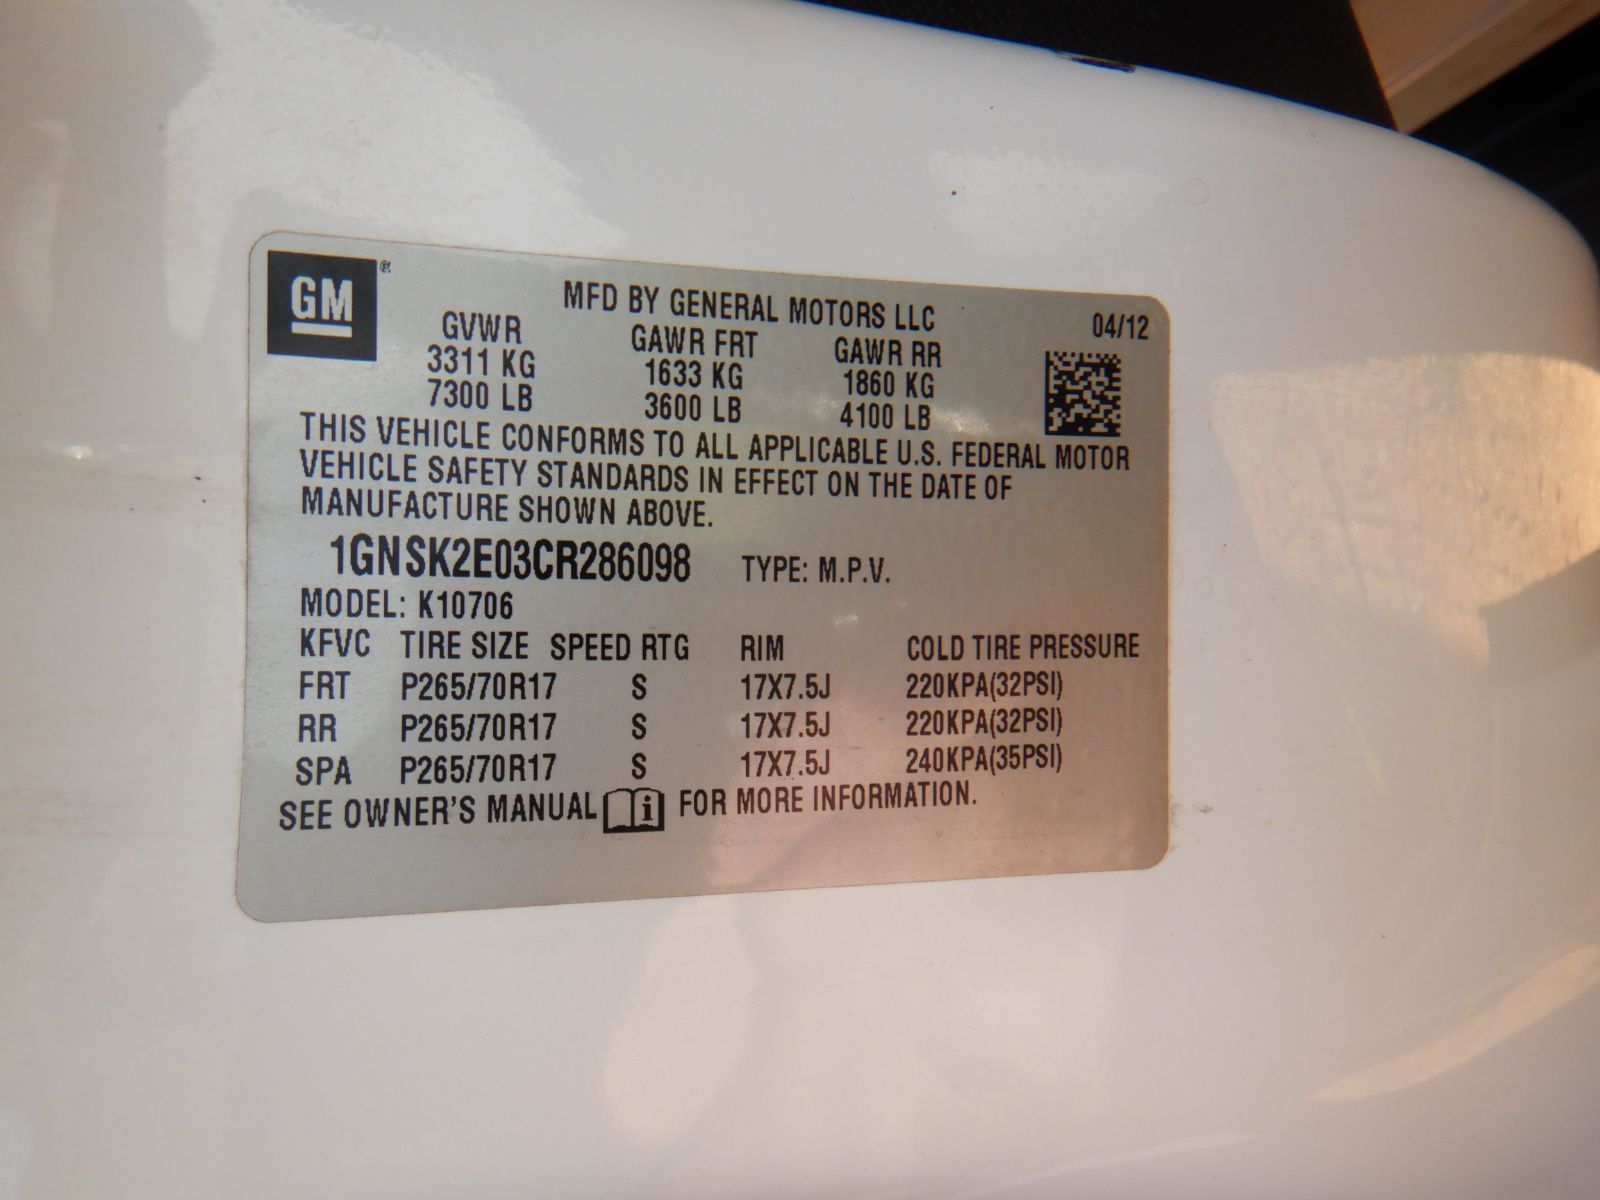 GM ®
MFD BY GENERAL MOTORS LLC
04/12
GVWR GAWR FRT GAWR RR
3311 KG 1633 KG 1860 KG
7300 LB 3600 LB 4100 LB
THIS VEHICLE CONFORMS TO ALL APPLICABLE U.S. FEDERAL MOTOR
VEHICLE SAFETY STANDARDS IN EFFECT ON THE DATE OF
MANUFACTURE SHOWN ABOVE.
1GNSK2E03CR286098 TYPE: M.P.V.
MODEL: K10706
KFVC TIRE SIZE SPEED RTG RIM COLD TIRE PRESSURE
FRT P265/70R17 S 17X7.5J 220KPA(32PSI)
RR P265/70R17 S 17X7.5J 220KPA(32PSI)
SPA P265/70R17 S 17X7.5J 240KPA(35PSI)
SEE OWNER'S MANUAL i FOR MORE INFORMATION.